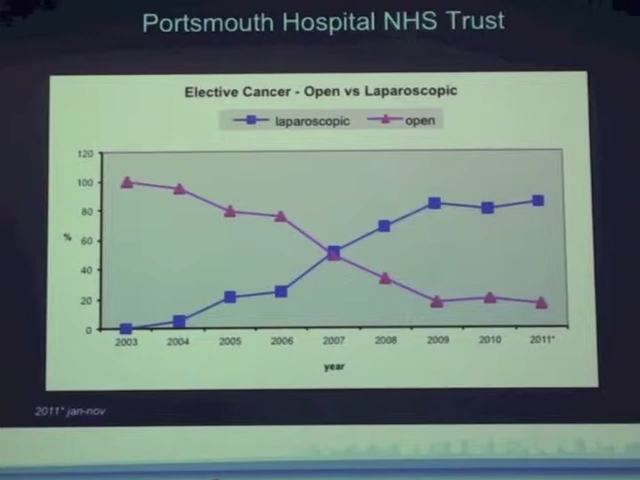 Portsmouth Hospital NHS Trust
Elective Cancer - Open vs Laparoscopic
laparoscopic open
120
100
80
60
40
20
0
%
2003 2004 2005 2006 2007 2008 2009 2010 2011*
year
2011* jan-nov